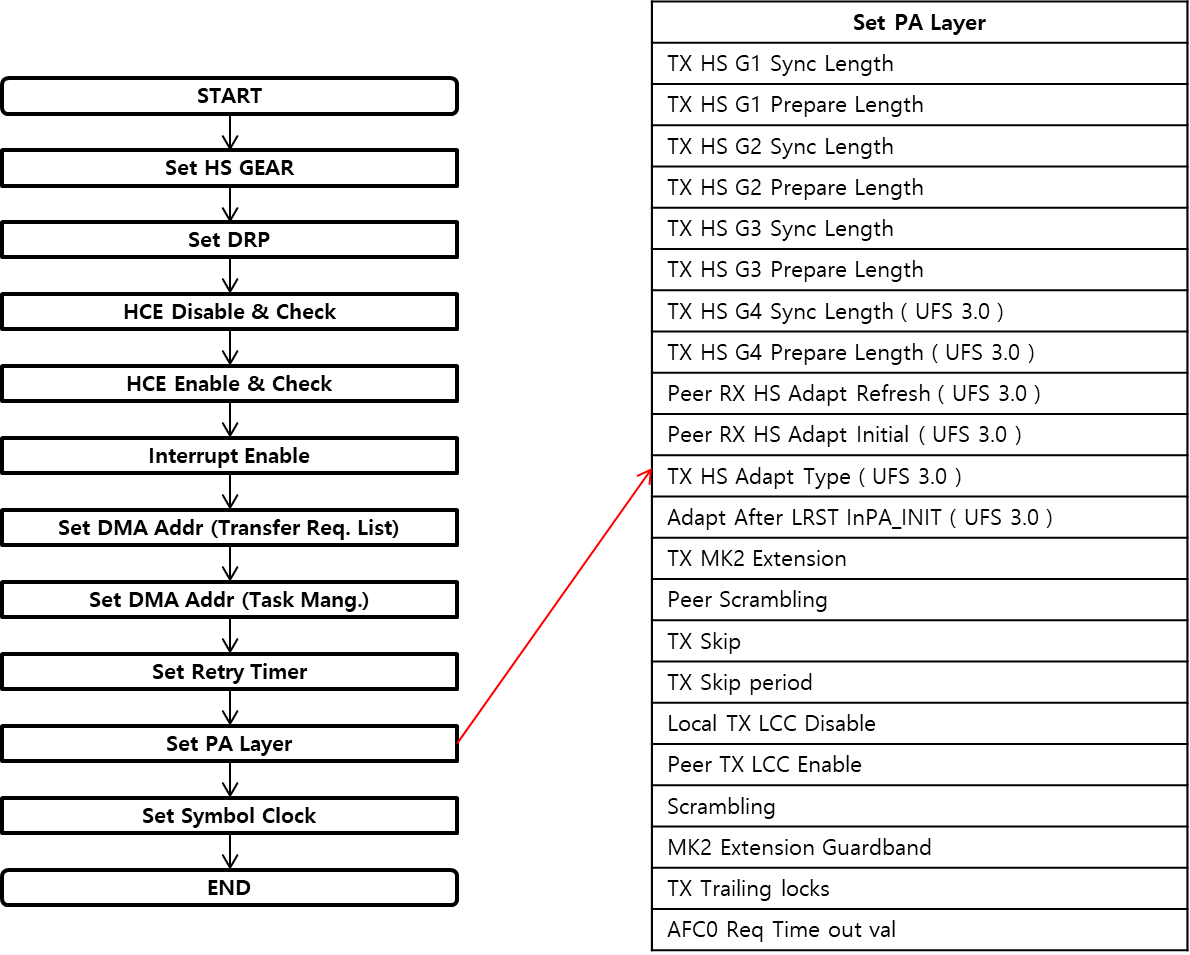 START
Set HS GEAR
Set DRP
HCE Disable & Check
HCE Enable & Check
Interrupt Enable
Set DMA Addr (Transfer Req. List)
Set DMA Addr (Task Mang.)
Set Retry Timer
Set PA Layer
Set Symbol Clock
END
Set PA Layer
TX HS G1 Sync Length
TX HS G1 Prepare Length
TX HS G2 Sync Length
TX HS G2 Prepare Length
TX HS G3 Sync Length
TX HS G3 Prepare Length
TX HS G4 Sync Length ( UFS 3.0 )
TX HS G4 Prepare Length ( UFS 3.0 )
Peer RX HS Adapt Refresh ( UFS 3.0 )
Peer RX HS Adapt Initial ( UFS 3.0 )
TX HS Adapt Type ( UFS 3.0 )
Adapt After LRST InPA_INIT ( UFS 3.0 )
TX MK2 Extension
Peer Scrambling
TX Skip
TX Skip period
Local TX LCC Disable
Peer TX LCC Enable
Scrambling
MK2 Extension Guardband
TX Trailing locks
AFC0 Req Time out val